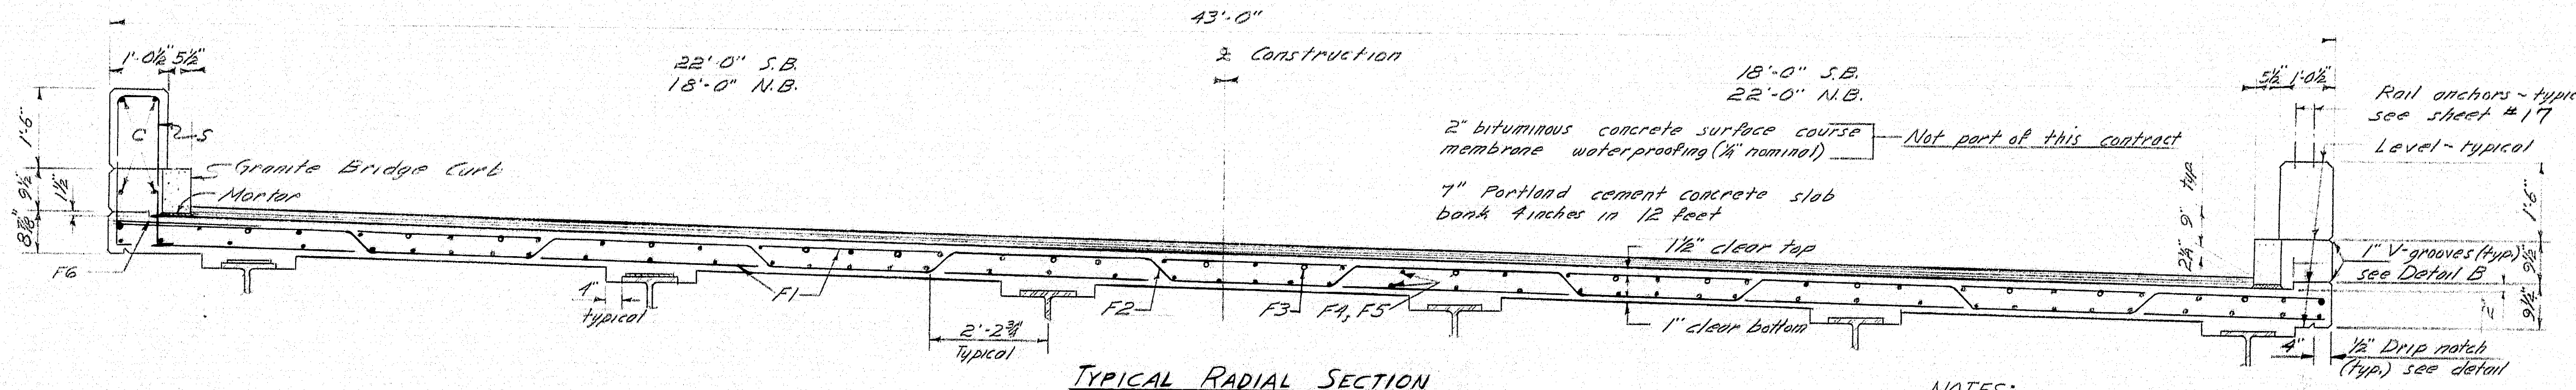 43'-0"
1'-0½" 5½"
22'-0" S.B.
18'-0" N.B.
℄ Construction
18'-0" S.B.
22'-0" N.B.
5½" 1'-0½"
Rail anchors ~ typic
see sheet #17
Level - typical
2" bituminous concrete surface course
membrane waterproofing (¼" nominal)
Not part of this contract
7" Portland cement concrete slab
bank 4 inches in 12 feet
1'-6"
C
S
Granite Bridge Curb
Mortar
9½"
1½"
8⅞"
F6
4"
typical
F1
2'-2¾"
Typical
F2
F3
F4, F5
1½" clear top
1" clear bottom
typ
9"
2¼"
1'-6"
1" V-grooves (typ.)
see Detail B
9½"
9½"
4"
½" Drip notch
(typ.) see detail
TYPICAL RADIAL SECTION
NOTES: